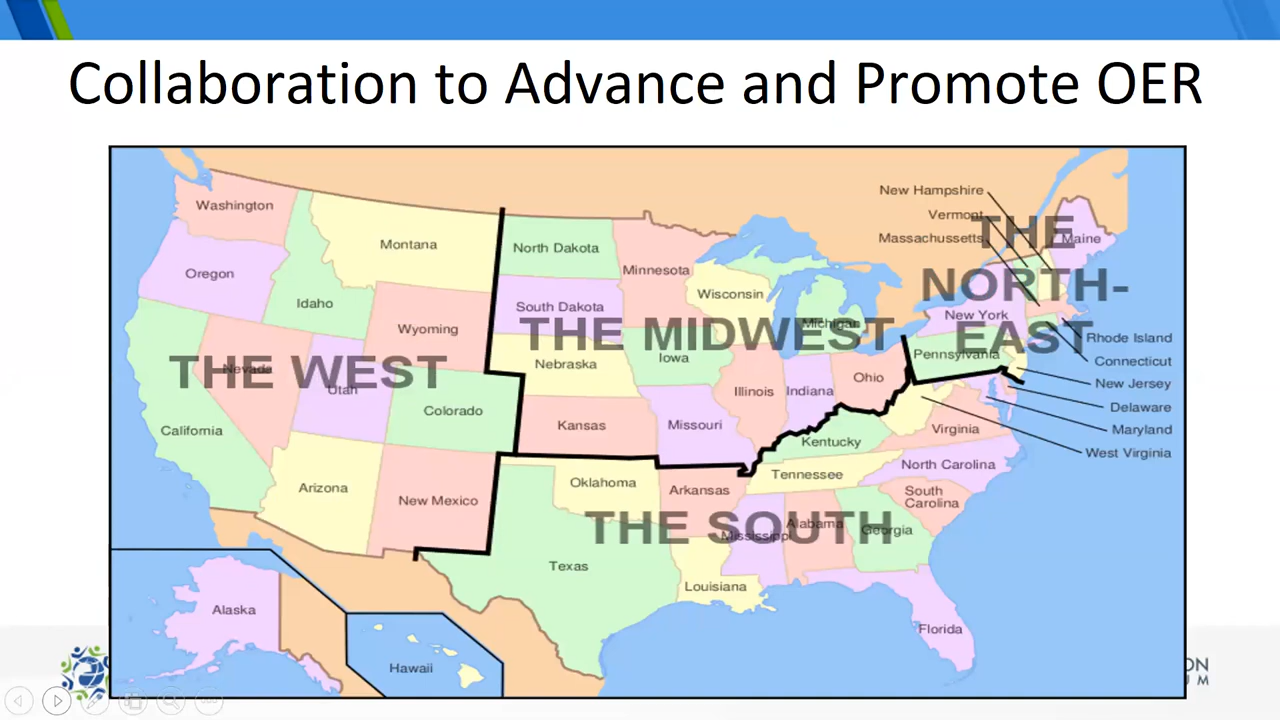 Collaboration to Advance and Promote OER
New Hampshire
Washington
Vermont
THE
Montana
Massachussetts
Maine
North Dakota
Oregon
Minnesota
NORTH-
Idaho
South Dakota
Wisconsin
New York
Wyoming
THE MIDWEST
Michigan
EAST
Rhode Island
THE WEST
Nevada
Nebraska
Iowa
Pennsylvania
Connecticut
Utah
Illinois
Indiana
Ohio
New Jersey
Colorado
Delaware
California
Kansas
Missouri
Kentucky
Virginia
Maryland
West Virginia
Arizona
New Mexico
Oklahoma
Arkansas
Tennessee
North Carolina
South
Carolina
THE SOUTH
Mississippi
Alabama
Georgia
Texas
Louisiana
Alaska
Florida
Hawaii
ON
U M